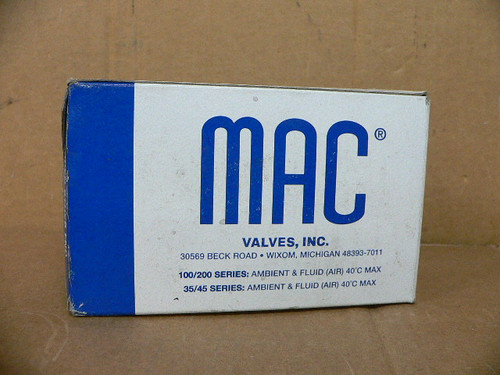 MAC®
VALVES, INC.
30569 BECK ROAD • WIXOM, MICHIGAN 48393-7011
100/200 SERIES: AMBIENT & FLUID (AIR) 40°C MAX
35/45 SERIES: AMBIENT & FLUID (AIR) 40°C MAX